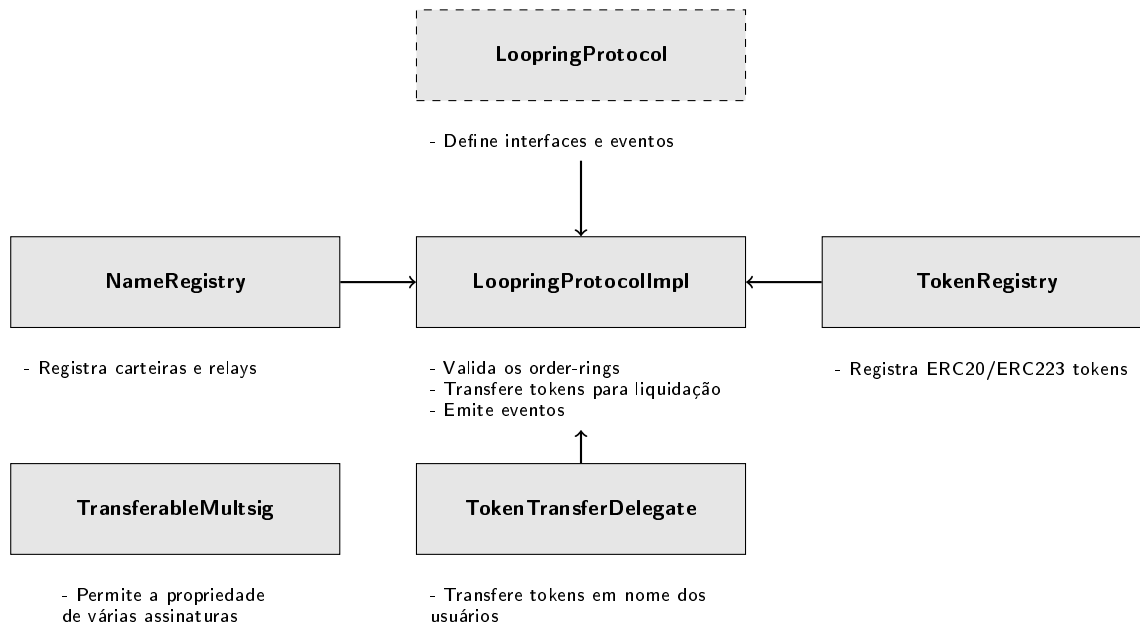 LoopringProtocol
- Define interfaces e eventos
NameRegistry
LoopringProtocolImpl
TokenRegistry
- Registra carteiras e relays
- Valida os order-rings
- Transfere tokens para liquidação
- Emite eventos
- Registra ERC20/ERC223 tokens
TransferableMultsig
TokenTransferDelegate
- Permite a propriedade
de várias assinaturas
- Transfere tokens em nome dos
usuários